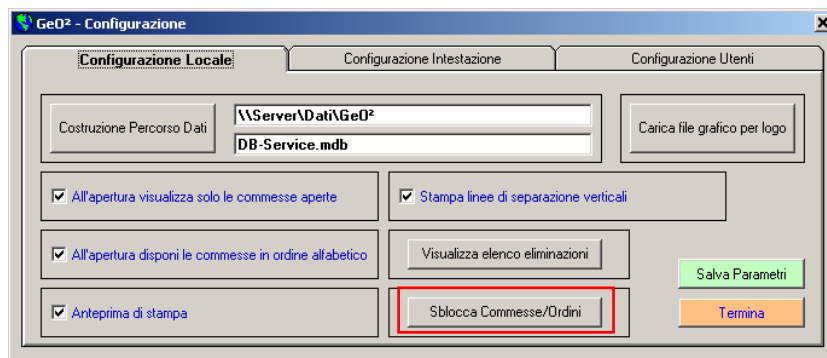 GeO² - Configurazione
Configurazione Locale
Configurazione Intestazione
Configurazione Utenti
Costruzione Percorso Dati
\\Server\Dati\GeO²
DB-Service.mdb
Carica file grafico per logo
All'apertura visualizza solo le commesse aperte
Stampa linee di separazione verticali
All'apertura disponi le commesse in ordine alfabetico
Visualizza elenco eliminazioni
Salva Parametri
Anteprima di stampa
Sblocca Commesse/Ordini
Termina